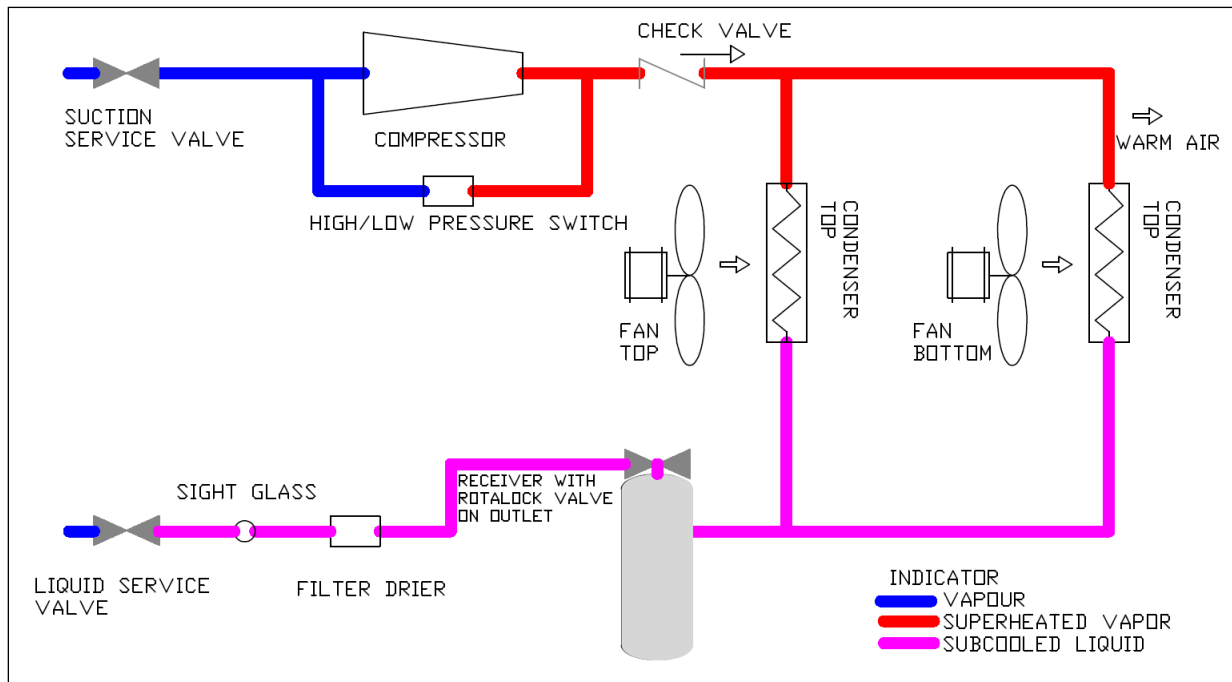 CHECK VALVE
SUCTION
SERVICE VALVE
COMPRESSOR
WARM AIR
HIGH/LOW PRESSURE SWITCH
CONDENSER
TOP
CONDENSER
TOP
FAN
TOP
FAN
BOTTOM
RECEIVER WITH
ROTALOCK VALVE
ON OUTLET
SIGHT GLASS
LIQUID SERVICE
VALVE
FILTER DRIER
INDICATOR
VAPOUR
SUPERHEATED VAPOR
SUBCOOLED LIQUID